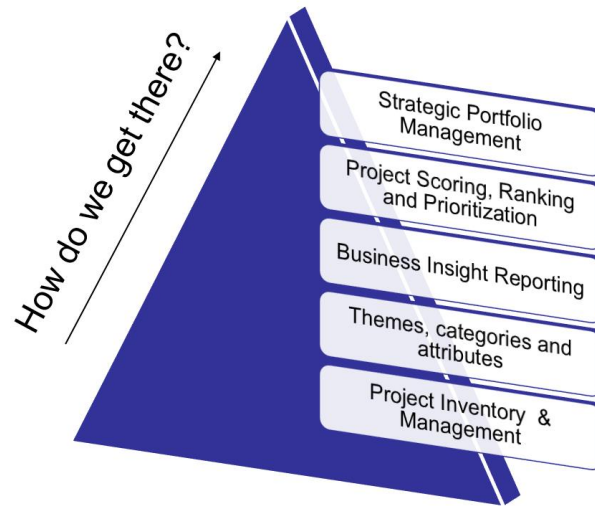 How do we get there?
Strategic Portfolio
Management
Project Scoring, Ranking
and Prioritization
Business Insight Reporting
Themes, categories and
attributes
Project Inventory &
Management